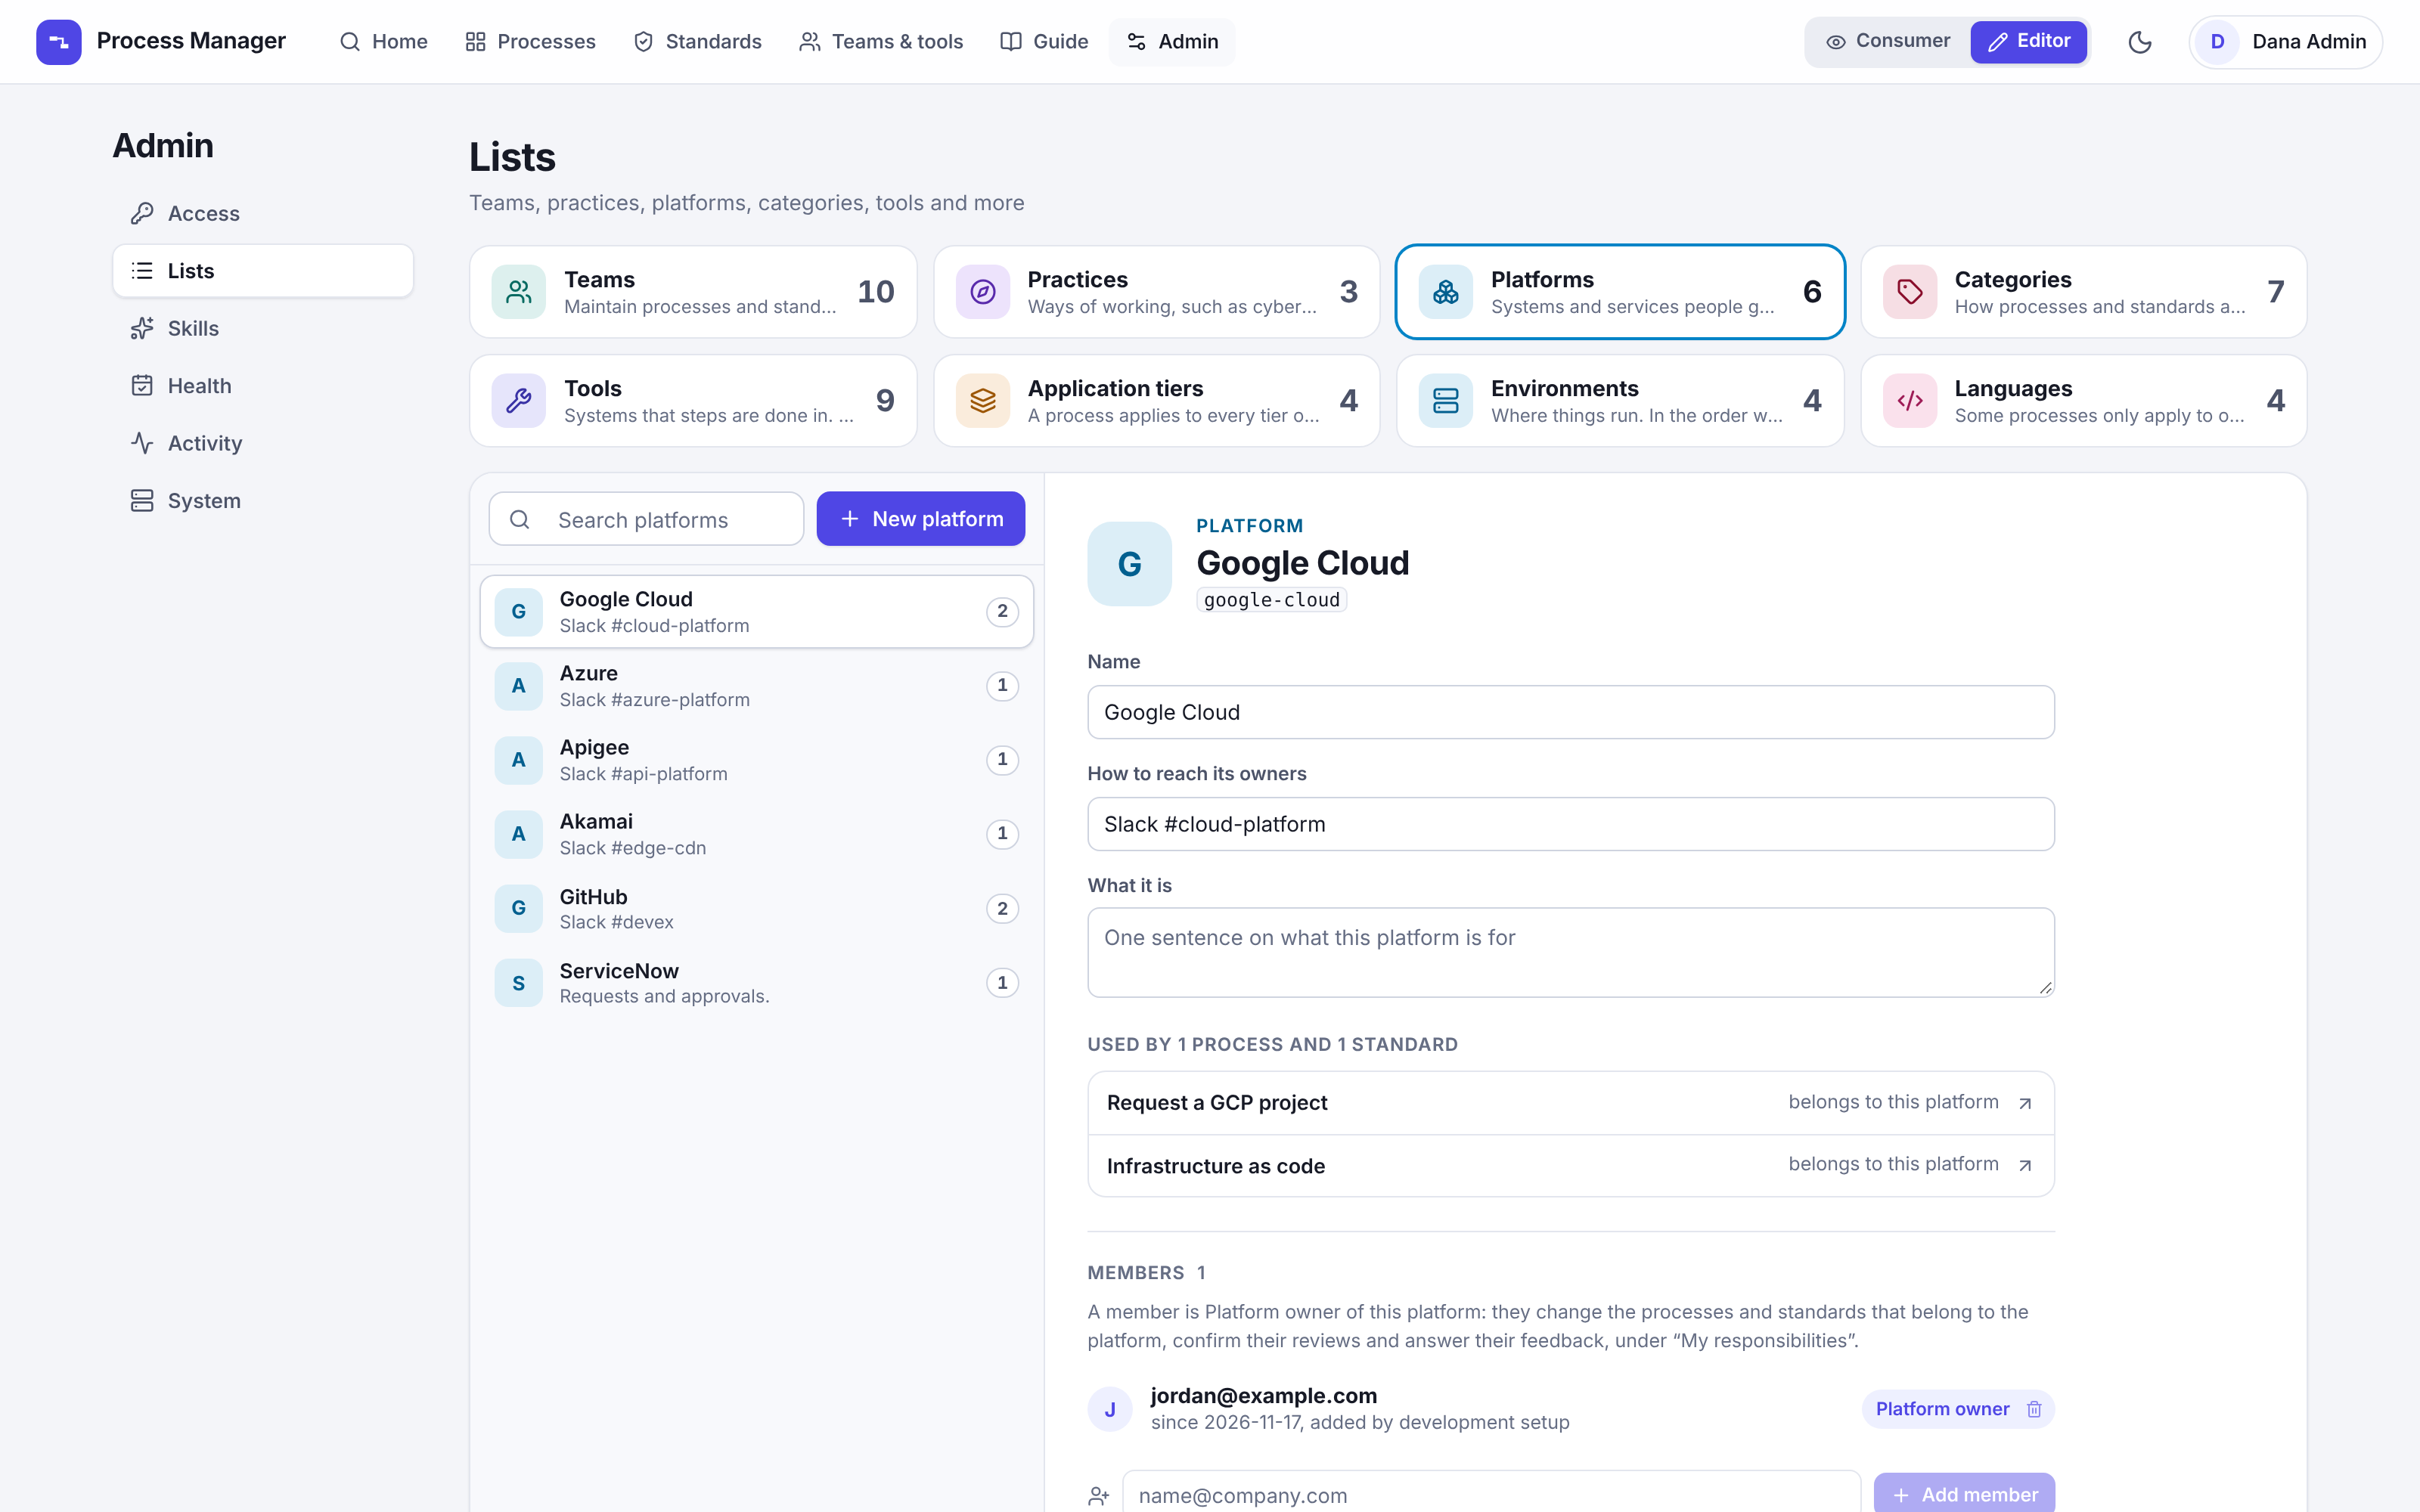 Process Manager
Home
Processes
Standards
Teams & tools
Guide
Admin
Consumer
Editor
D
Dana Admin
Admin
Access
Lists
Skills
Health
Activity
System
Lists
Teams, practices, platforms, categories, tools and more
Teams
Maintain processes and stand...
10
Practices
Ways of working, such as cyber...
3
Platforms
Systems and services people g...
6
Categories
How processes and standards a...
7
Tools
Systems that steps are done in. ...
9
Application tiers
A process applies to every tier o...
4
Environments
Where things run. In the order w...
4
Languages
Some processes only apply to o...
4
Search platforms
New platform
G
Google Cloud
Slack #cloud-platform
2
A
Azure
Slack #azure-platform
1
A
Apigee
Slack #api-platform
1
A
Akamai
Slack #edge-cdn
1
G
GitHub
Slack #devex
2
S
ServiceNow
Requests and approvals.
1
G
PLATFORM
Google Cloud
google-cloud
Name
Google Cloud
How to reach its owners
Slack #cloud-platform
What it is
One sentence on what this platform is for
USED BY 1 PROCESS AND 1 STANDARD
Request a GCP project
belongs to this platform
Infrastructure as code
belongs to this platform
MEMBERS 1
A member is Platform owner of this platform: they change the processes and standards that belong to the
platform, confirm their reviews and answer their feedback, under “My responsibilities”.
J
jordan@example.com
since 2026-11-17, added by development setup
Platform owner
name@company.com
Add member